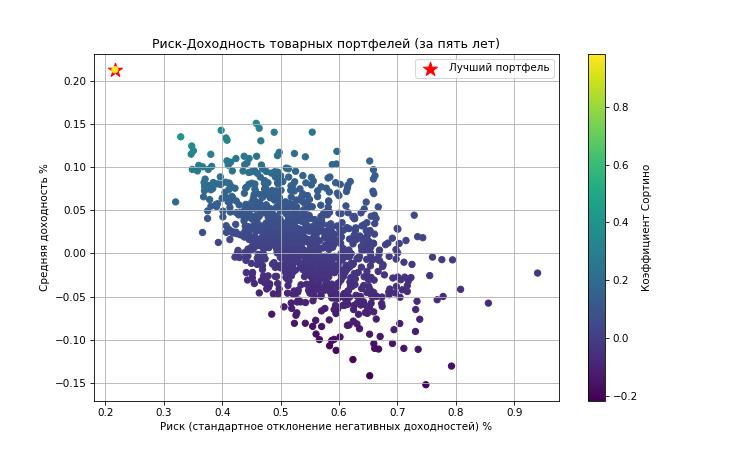 Риск-Доходность товарных портфелей (за пять лет)
Лучший портфель
Средняя доходность %
0.20
0.15
0.10
0.05
0.00
−0.05
−0.10
−0.15
0.2 0.3 0.4 0.5 0.6 0.7 0.8 0.9
Риск (стандартное отклонение негативных доходностей) %
0.8
0.6
0.4
0.2
0.0
−0.2
Коэффициент Сортино